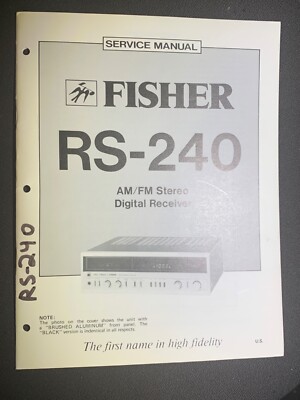 SERVICE MANUAL
FISHER
RS-240
AM/FM Stereo
Digital Receiver
RS-240
NOTE:
The photo on the cover shows the unit with
a "BRUSHED ALUMINUM" front panel. The
"BLACK" version is indentical in all respects.
The first name in high fidelity
U.S.